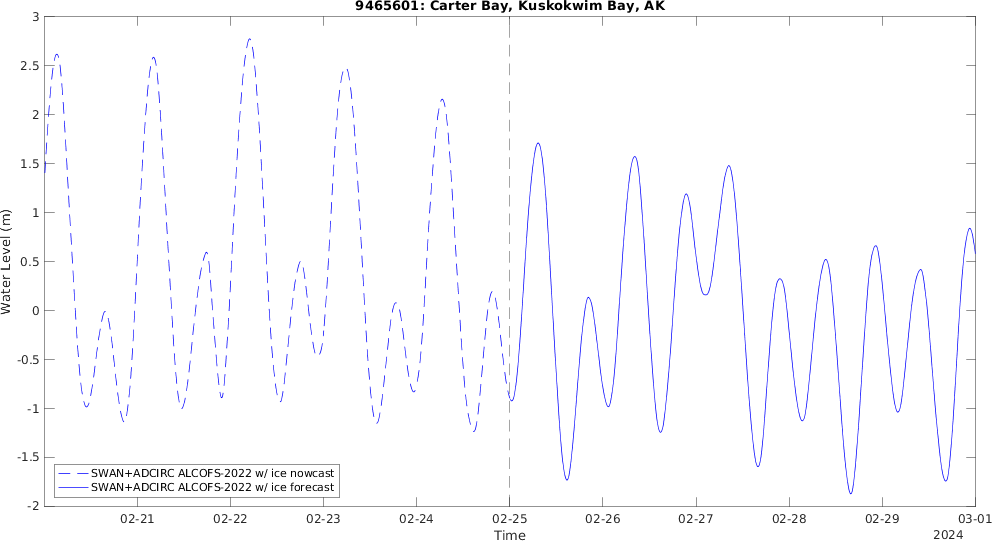 9465601: Carter Bay, Kuskokwim Bay, AK
3
2.5
2
1.5
1
0.5
0
-0.5
-1
-1.5
-2
Water Level (m)
SWAN+ADCIRC ALCOFS-2022 w/ ice nowcast
SWAN+ADCIRC ALCOFS-2022 w/ ice forecast
02-21 02-22 02-23 02-24 02-25 02-26 02-27 02-28 02-29 03-01
Time
2024